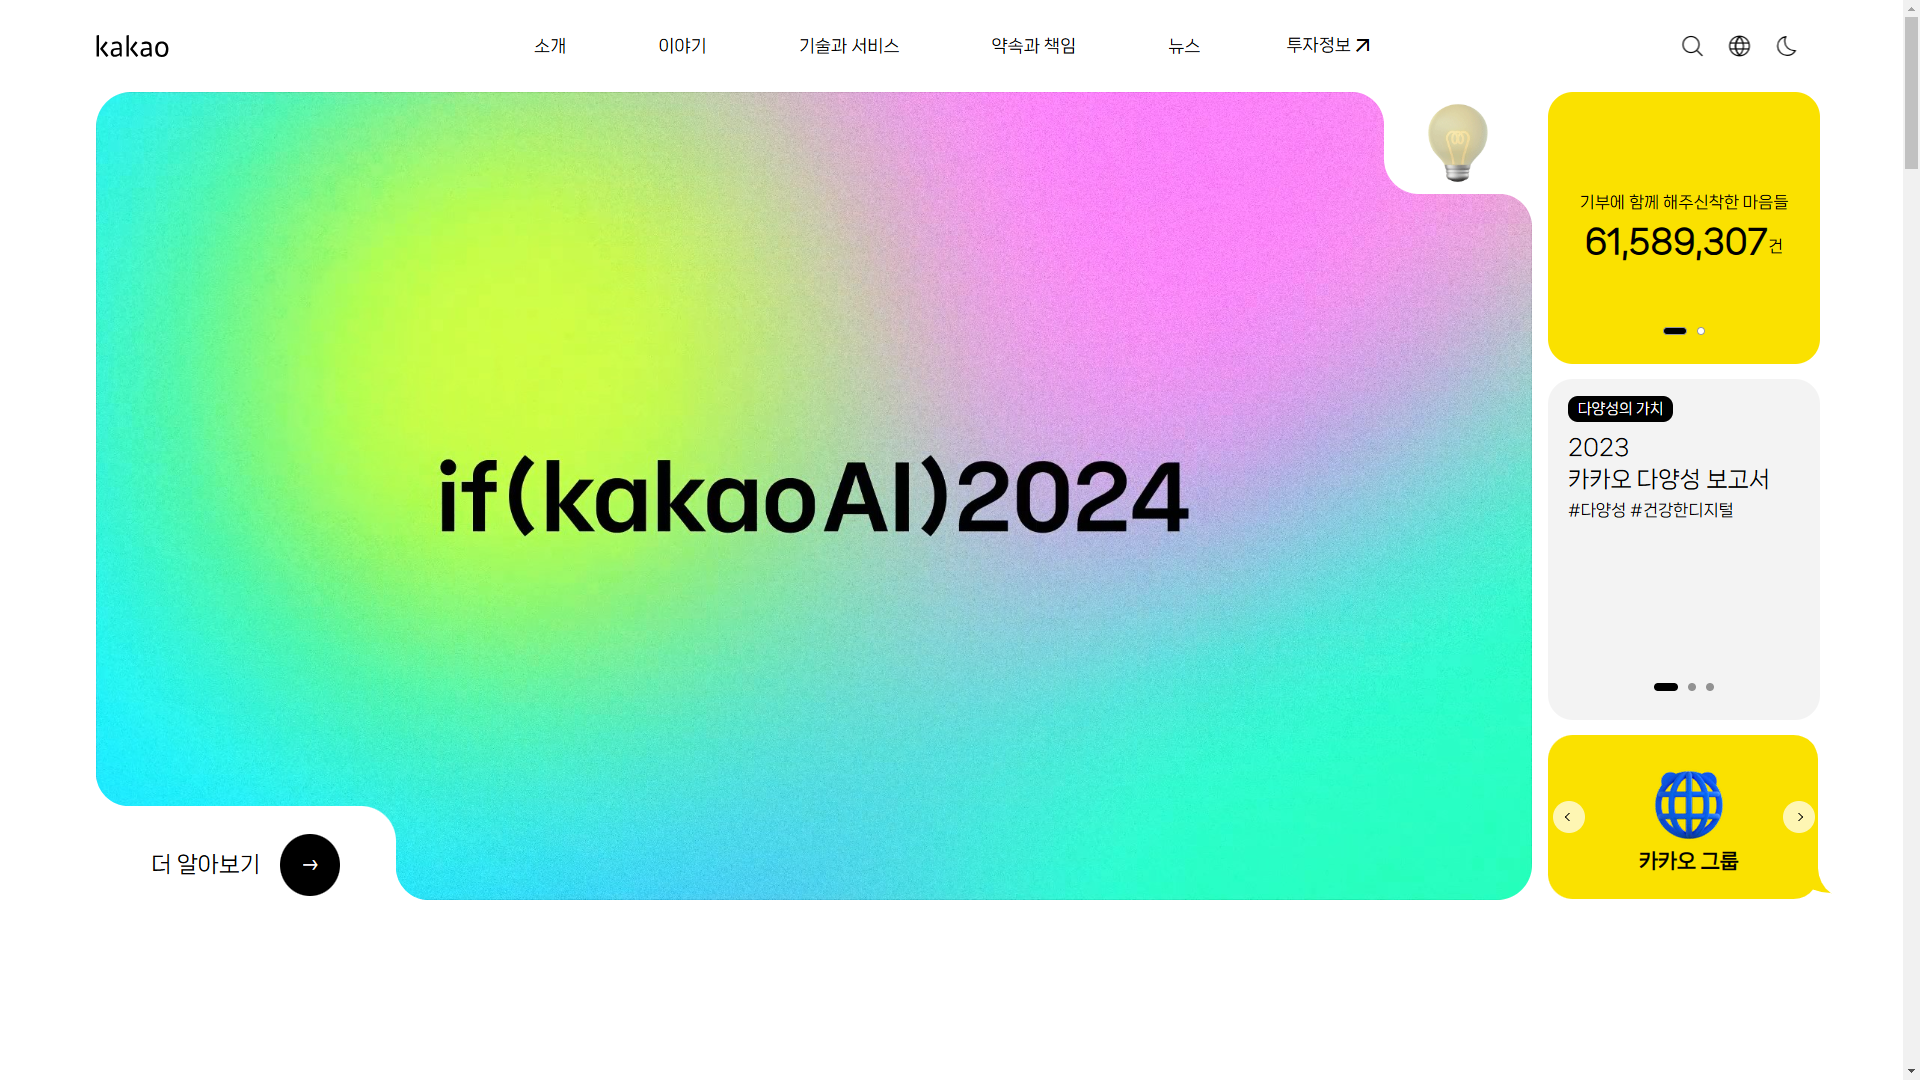 kakao
소개
이야기
기술과 서비스
약속과 책임
뉴스
투자정보
if(kakaoAI)2024
더 알아보기
기부에 함께 해주신착한 마음들
61,589,307건
다양성의 가치
2023
카카오 다양성 보고서
#다양성 #건강한디지털
카카오 그룹